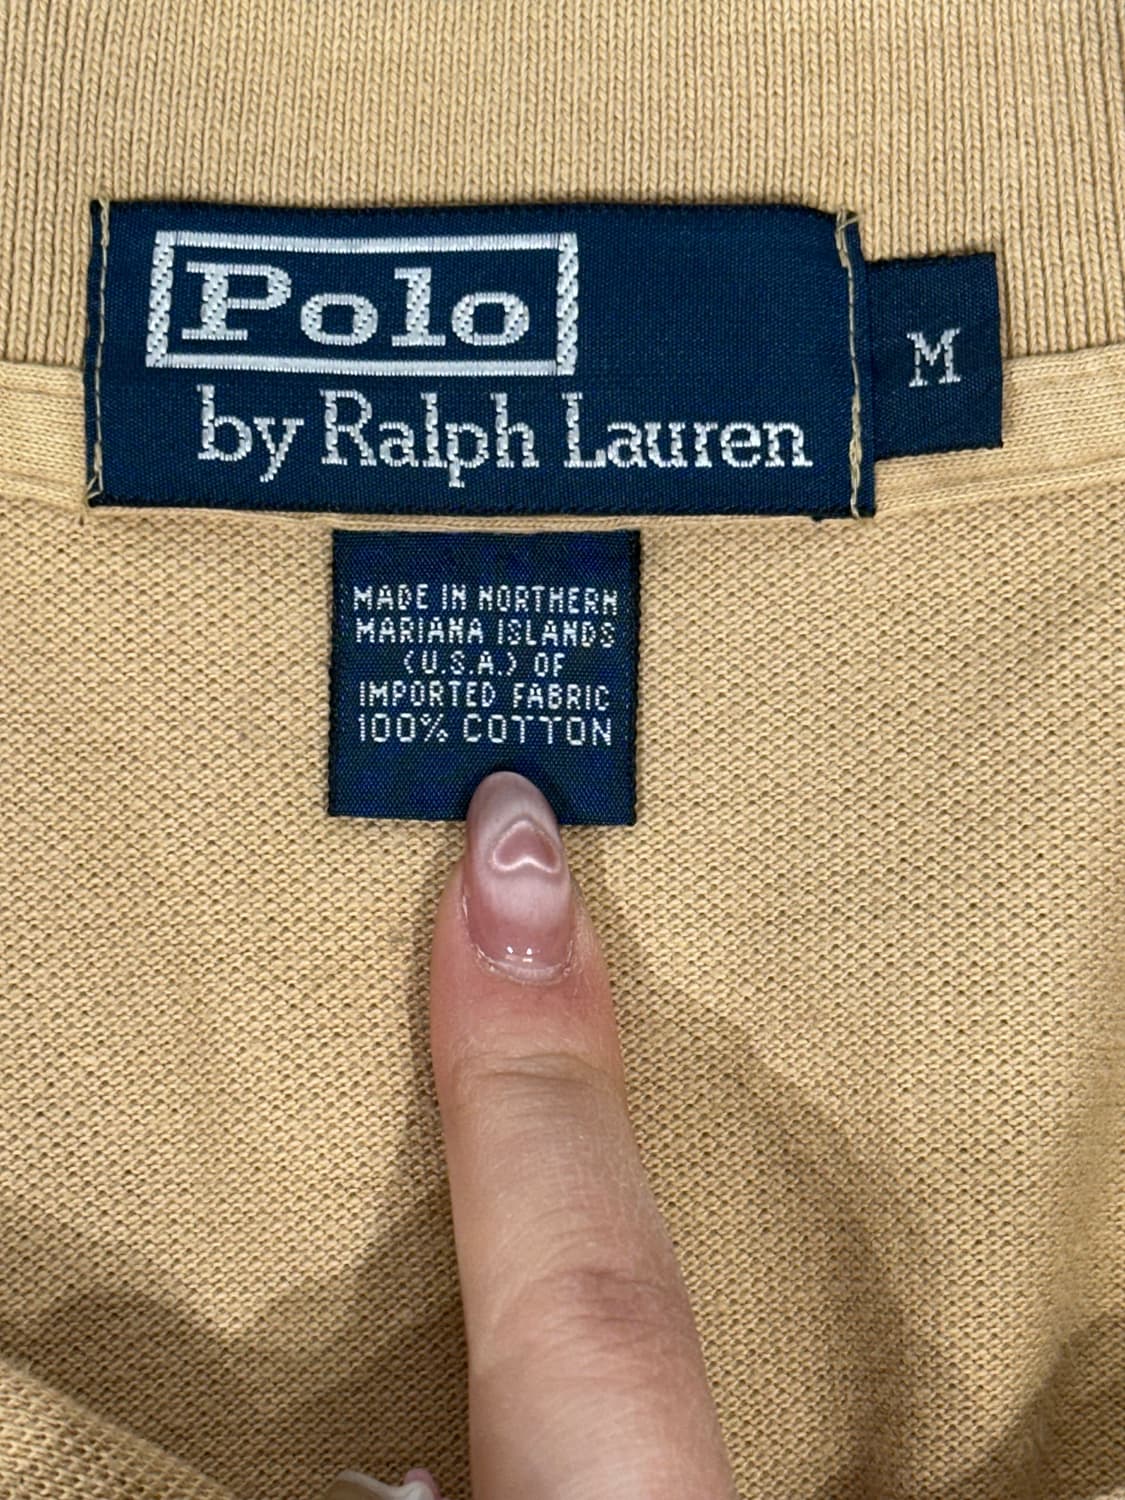 Polo
by Ralph Lauren
M
MADE IN NORTHERN
MARIANA ISLANDS
(U.S.A.) OF
IMPORTED FABRIC
100% COTTON